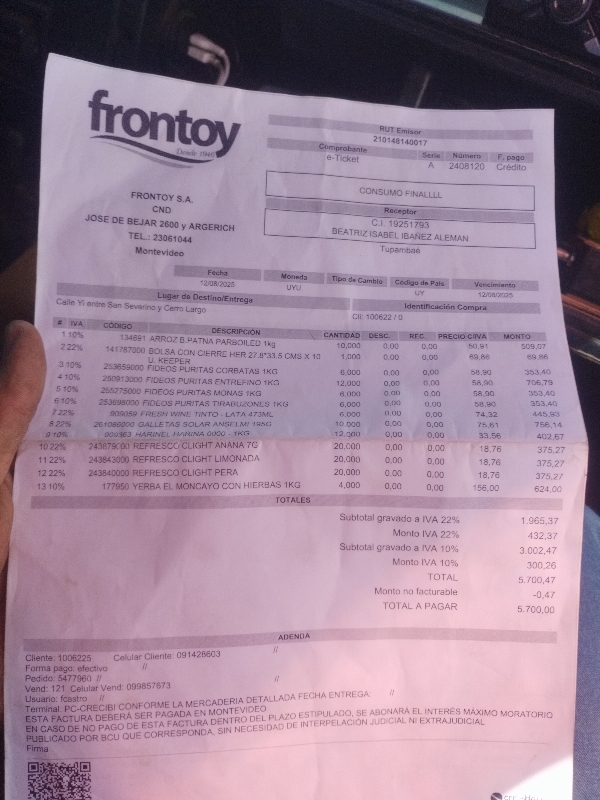 frontoy
Desde 1946
FRONTOY S.A.
CND
JOSE DE BEJAR 2600 y ARGERICH
TEL.: 23061044
Montevideo
RUT Emisor
210148140017
Comprobante Serie Número F. pago
e-Ticket A 2408120 Crédito
CONSUMO FINALLLL
Receptor
C.I. 19251793
BEATRIZ ISABEL IBAÑEZ ALEMAN
Tupambaé
Fecha Moneda Tipo de Cambio Código de País Vencimiento
12/08/2025 UYU UY 12/08/2025
Lugar de Destino/Entrega Identificación Compra
Calle Yi entre San Severino y Cerro Largo CII: 100622 / 0
# IVA CÓDIGO DESCRIPCIÓN CANTIDAD DESC. REC. PRECIO C/IVA MONTO
1 10% 134691 ARROZ B.PATNA PARBOILED 1kg 10,000 0,00 0,00 50,91 509,07
2 22% 141787000 BOLSA CON CIERRE HER 27.8*33.5 CMS X 10 1,000 0,00 0,00 69,86 69,86
U. KEEPER
3 10% 253859000 FIDEOS PURITAS CORBATAS 1KG 6,000 0,00 0,00 58,90 353,40
4 10% 250913000 FIDEOS PURITAS ENTREFINO 1KG 12,000 0,00 0,00 58,90 706,79
5 10% 255275000 FIDEOS PURITAS MONAS 1KG 6,000 0,00 0,00 58,90 353,40
6 10% 253698000 FIDEOS PURITAS TIRABUZONES 1KG 6,000 0,00 0,00 58,90 353,40
7 22% 909059 FRESH WINE TINTO - LATA 473ML 6,000 0,00 0,00 74,32 445,93
8 22% 261086000 GALLETAS SOLAR ANSELMI 195G 10,000 0,00 0,00 75,61 756,14
9 10% 900363 HARINEL HARINA 0000 - 1KG 12,000 0,00 0,00 33,56 402,67
10 22% 243879000 REFRESCO CLIGHT ANANA 7G 20,000 0,00 0,00 18,76 375,27
11 22% 243843000 REFRESCO CLIGHT LIMONADA 20,000 0,00 0,00 18,76 375,27
12 22% 243840000 REFRESCO CLIGHT PERA 20,000 0,00 0,00 18,76 375,27
13 10% 177950 YERBA EL MONCAYO CON HIERBAS 1KG 4,000 0,00 0,00 156,00 624,00
TOTALES
Subtotal gravado a IVA 22% 1.965,37
Monto IVA 22% 432,37
Subtotal gravado a IVA 10% 3.002,47
Monto IVA 10% 300,26
TOTAL 5.700,47
Monto no facturable -0,47
TOTAL A PAGAR 5.700,00
ADENDA
Cliente: 1006225 Celular Cliente: 091428603 //
Forma pago: efectivo //
Pedido: 5477960 // //
Vend: 121 Celular Vend: 099857673
Usuario: fcastro // //
Terminal: PC-CRECIBI CONFORME LA MERCADERIA DETALLADA FECHA ENTREGA: //
ESTA FACTURA DEBERÁ SER PAGADA EN MONTEVIDEO
EN CASO DE NO PAGO DE ESTA FACTURA DENTRO DEL PLAZO ESTIPULADO, SE ABONARÁ EL INTERÉS MÁXIMO MORATORIO
PUBLICADO POR BCU QUE CORRESPONDA, SIN NECESIDAD DE INTERPELACIÓN JUDICIAL NI EXTRAJUDICIAL
Firma